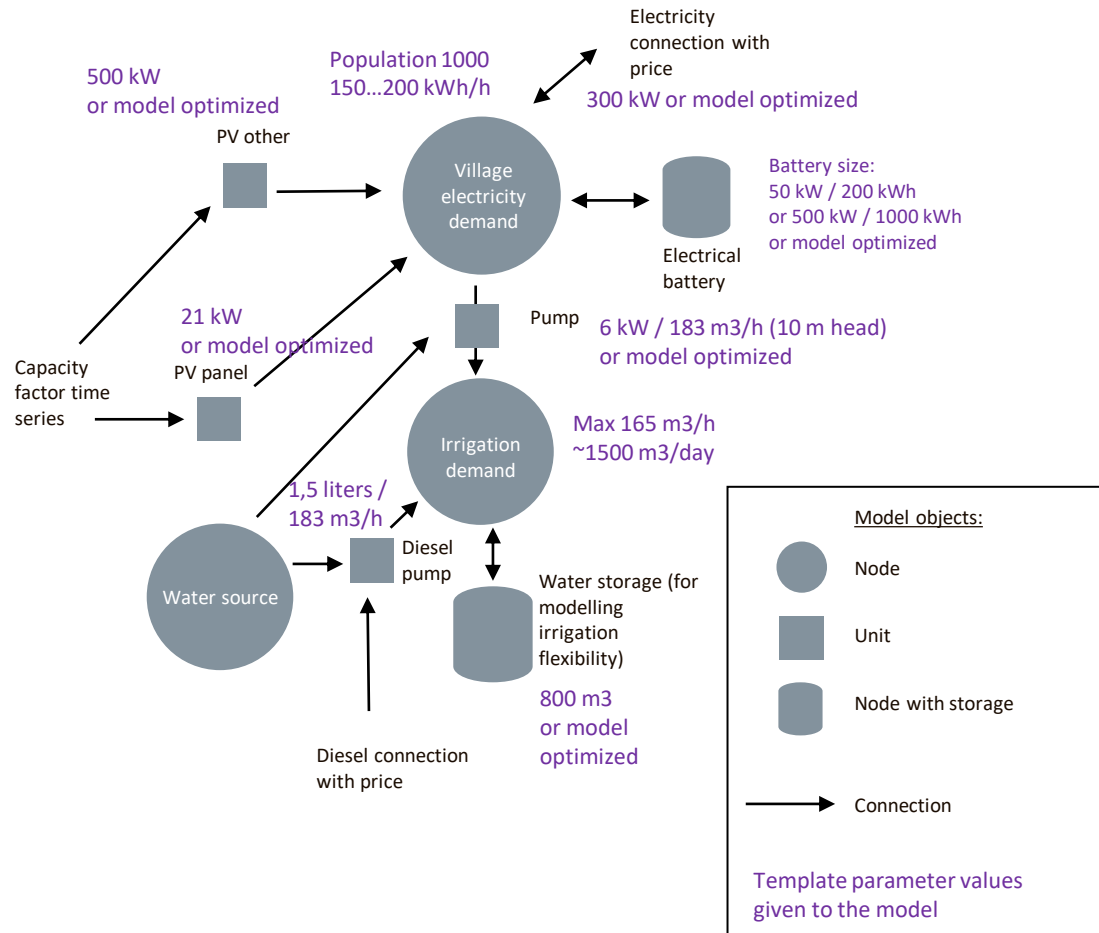 Electricity
connection with
price
300 kW or model optimized
Population 1000
150...200 kWh/h
500 kW
or model optimized
PV other
Village
electricity
demand
Battery size:
50 kW / 200 kWh
or 500 kW / 1000 kWh
or model optimized
Electrical
battery
21 kW
or model optimized
PV panel
Capacity
factor time
series
Pump
6 kW / 183 m3/h (10 m head)
or model optimized
Irrigation
demand
Max 165 m3/h
~1500 m3/day
1,5 liters /
183 m3/h
Diesel
pump
Water source
Water storage (for
modelling
irrigation
flexibility)
800 m3
or model
optimized
Diesel connection
with price
Model objects:
Node
Unit
Node with storage
Connection
Template parameter values
given to the model